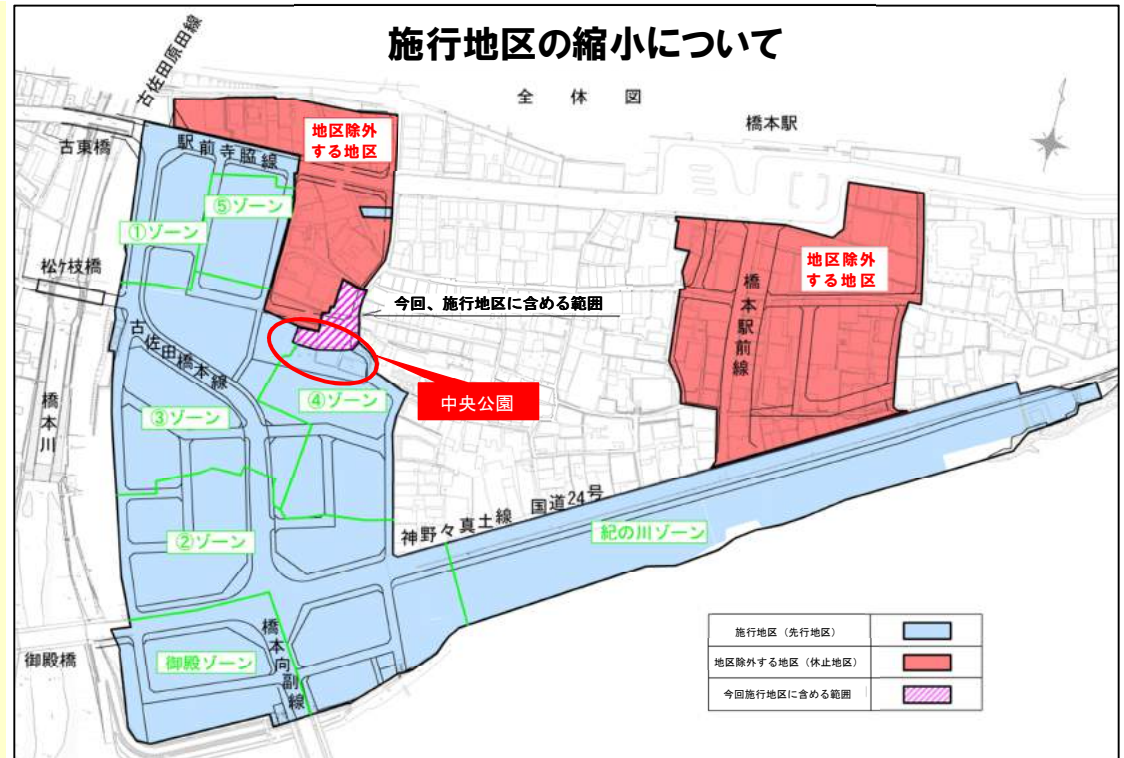 施行地区の縮小について
全体図
古佐田原田線
橋本駅
古東橋
駅前寺脇線
地区除外
する地区
⑤ゾーン
①ゾーン
松ケ枝橋
今回、施行地区に含める範囲
地区除外
する地区
橋本駅前線
古佐田橋本線
中央公園
④ゾーン
③ゾーン
橋本川
国道24号
神野々真土線
紀の川ゾーン
②ゾーン
御殿橋
御殿ゾーン
橋本向副線
施行地区（先行地区）
地区除外する地区（休止地区）
今回施行地区に含める範囲